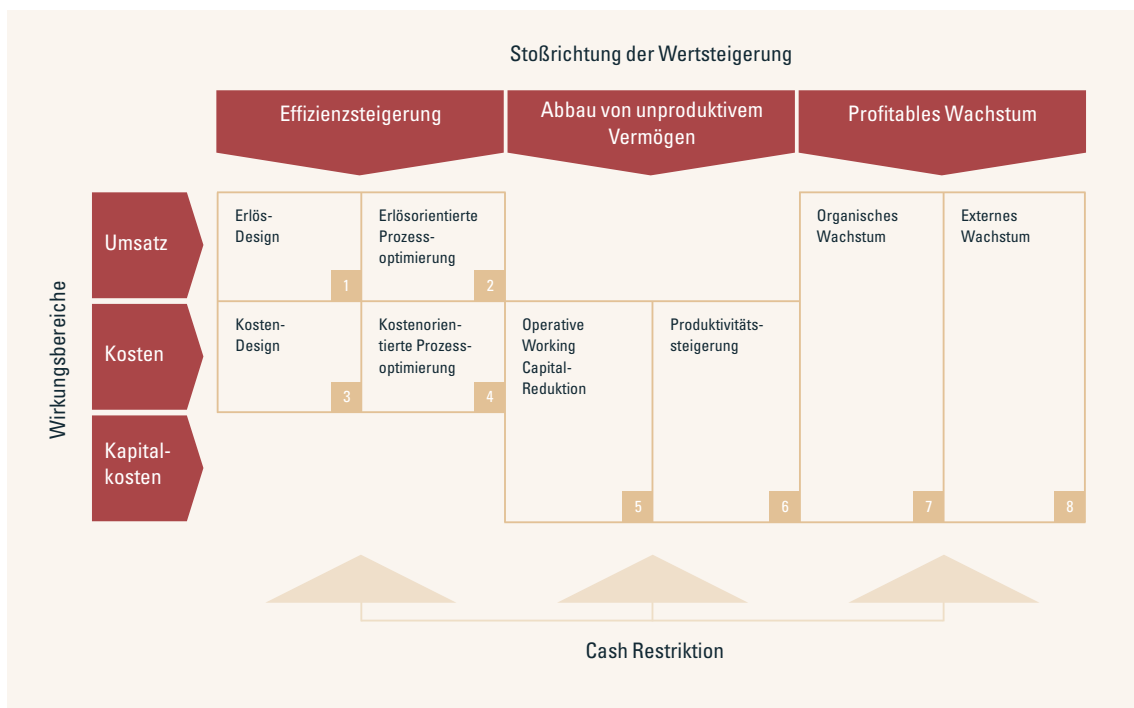 Stoßrichtung der Wertsteigerung
Effizienzsteigerung
Abbau von unproduktivem
Vermögen
Profitables Wachstum
Wirkungsbereiche
Umsatz
Erlös-
Design
1
Erlösorientierte
Prozess-
optimierung
2
Organisches
Wachstum
7
Externes
Wachstum
8
Kosten
Kosten-
Design
3
Kostenorien-
tierte Prozess-
optimierung
4
Operative
Working
Capital-
Reduktion
5
Produktivitäts-
steigerung
6
Kapital-
kosten
Cash Restriktion